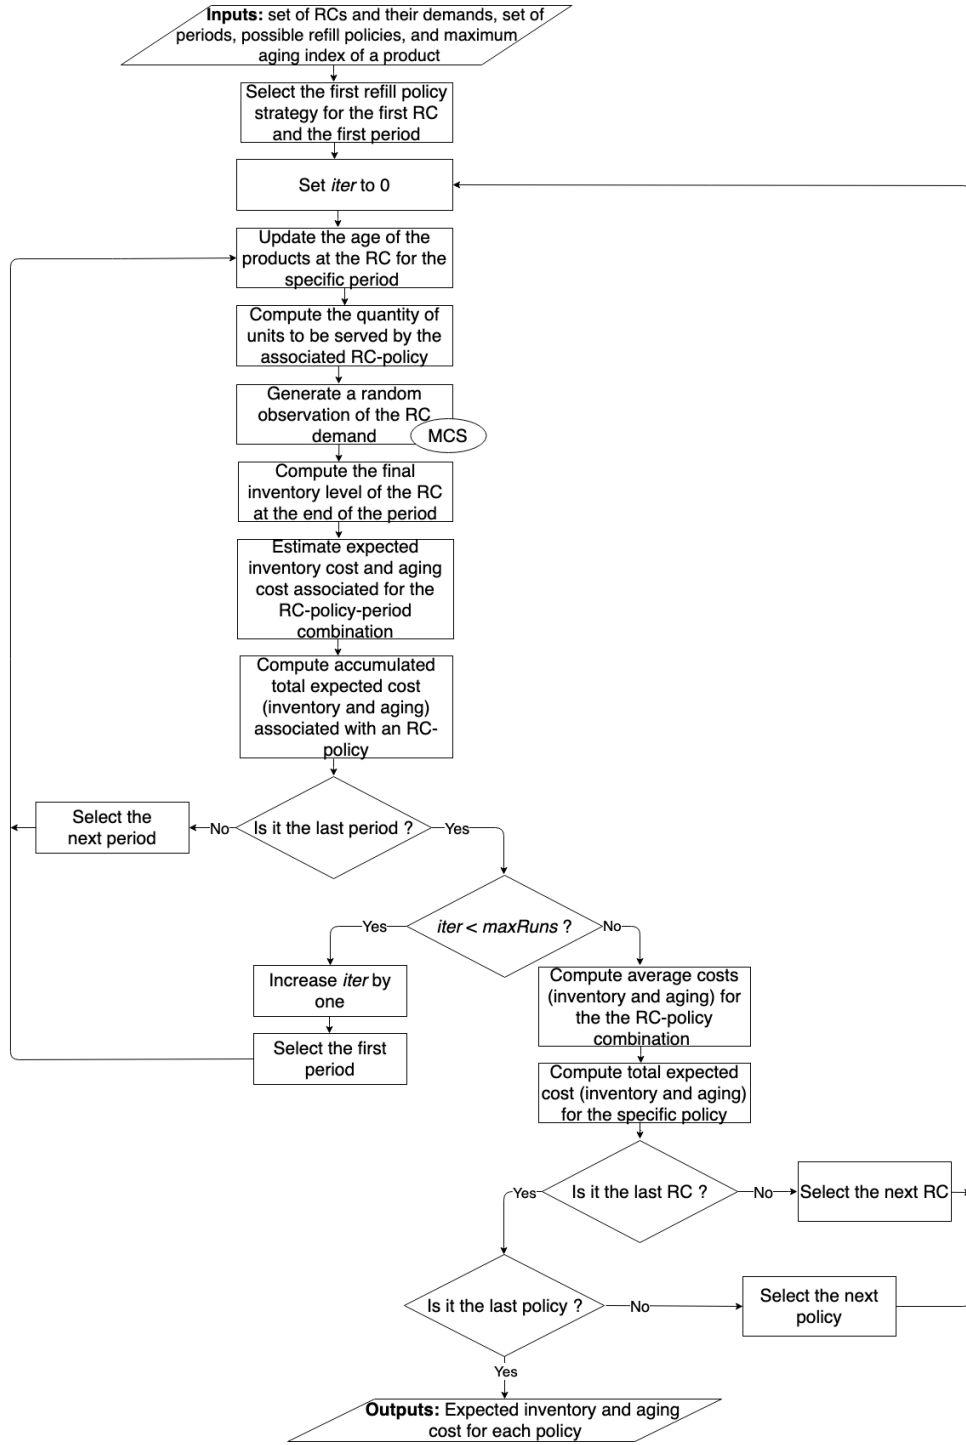 Inputs: set of RCs and their demands, set of
periods, possible refill policies, and maximum
aging index of a product
Select the first refill policy
strategy for the first RC
and the first period
Set iter to 0
Update the age of the
products at the RC for the
specific period
Compute the quantity of
units to be served by the
associated RC-policy
Generate a random
observation of the RC
demand
MCS
Compute the final
inventory level of the RC
at the end of the period
Estimate expected
inventory cost and aging
cost associated for the
RC-policy-period
combination
Compute accumulated
total expected cost
(inventory and aging)
associated with an RC-
policy
Select the
next period
No
Is it the last period ?
Yes
Yes
iter < maxRuns ?
No
Increase iter by
one
Select the first
period
Compute average costs
(inventory and aging) for
the the RC-policy
combination
Compute total expected
cost (inventory and aging)
for the specific policy
Yes
Is it the last RC ?
No
Select the next RC
Is it the last policy ?
No
Select the next
policy
Yes
Outputs: Expected inventory and aging
cost for each policy